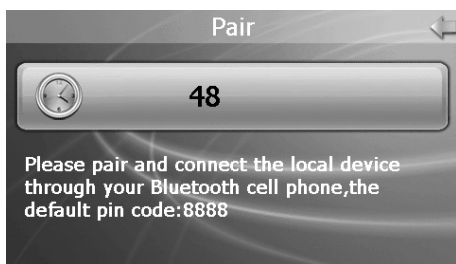 Pair
48
Please pair and connect the local device
through your Bluetooth cell phone,the
default pin code:8888